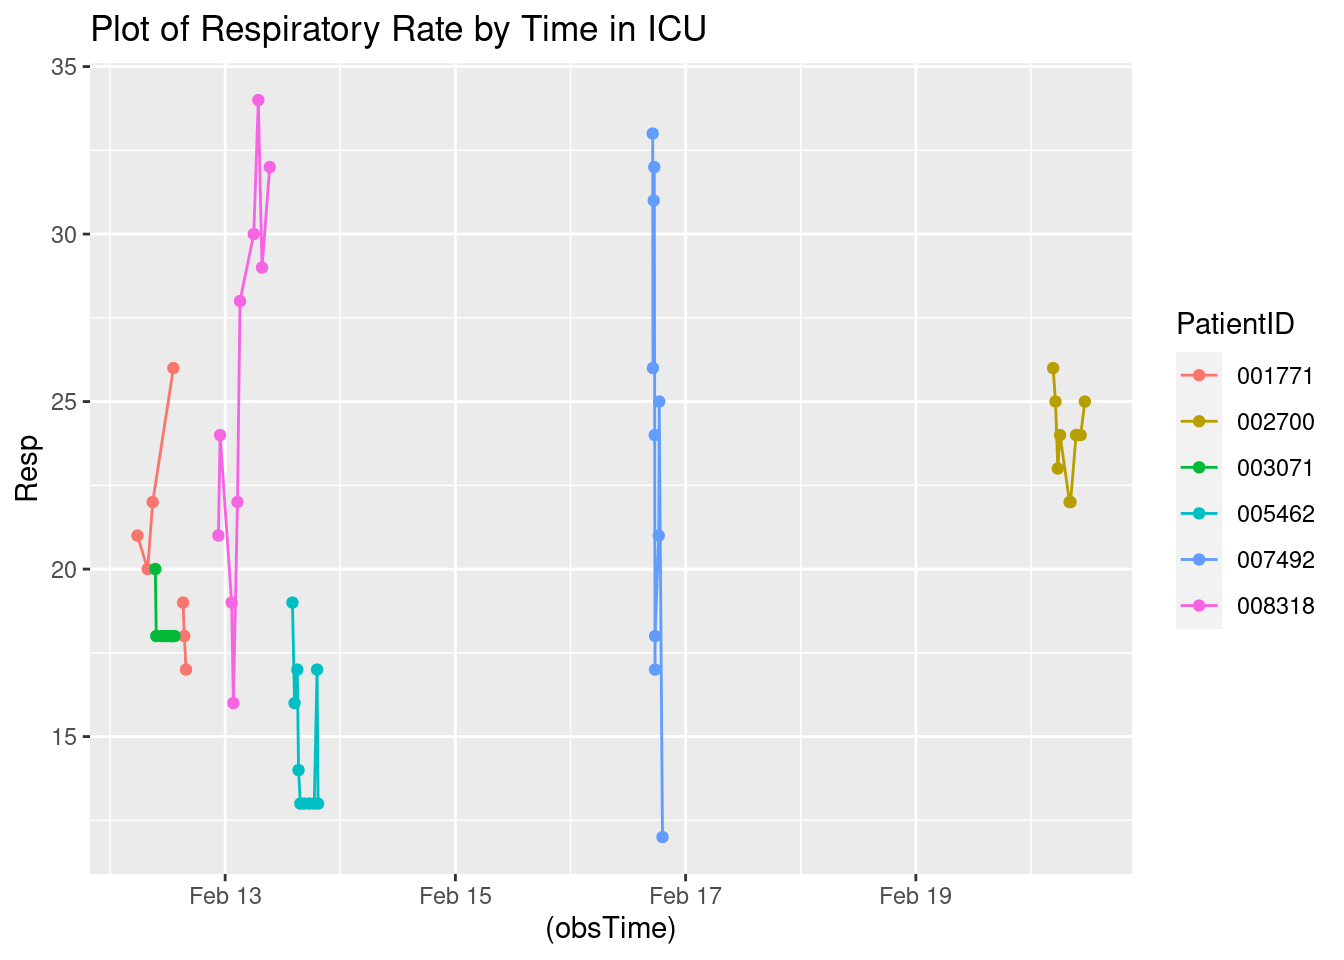 Plot of Respiratory Rate by Time in ICU
35
30
25
20
15
Resp
Feb 13
Feb 15
Feb 17
Feb 19
(obsTime)
PatientID
001771
002700
003071
005462
007492
008318